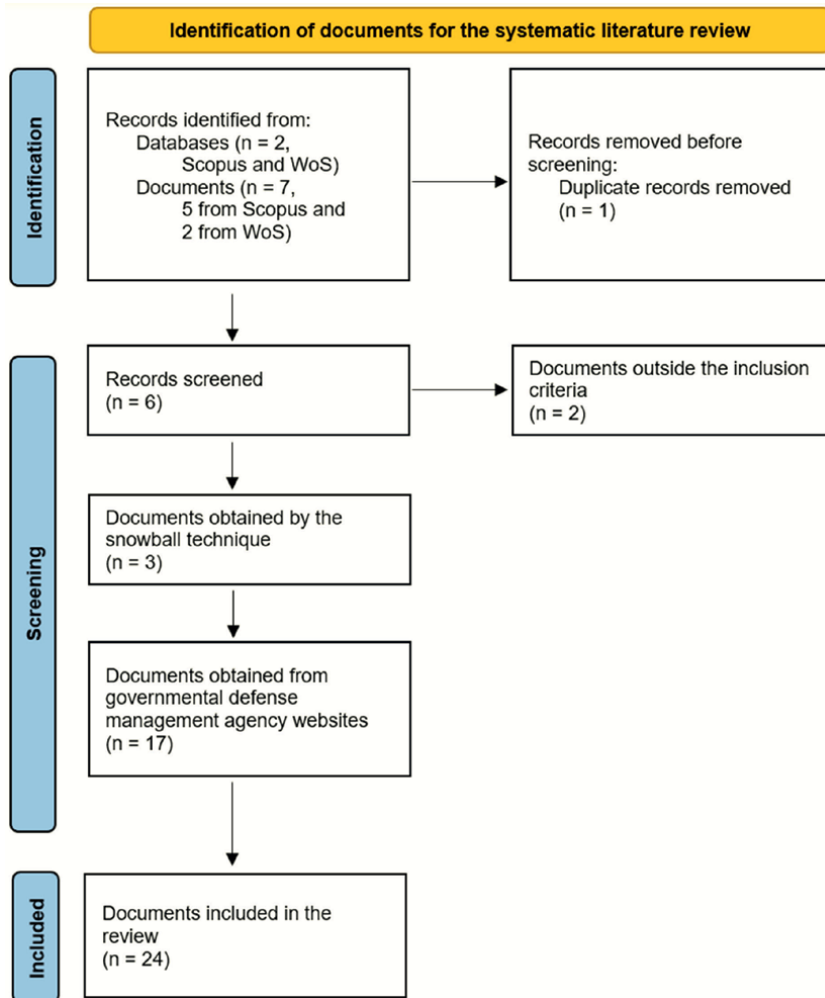 Identification of documents for the systematic literature review
Identification
Records identified from:
Databases (n = 2,
Scopus and WoS)
Documents (n = 7,
5 from Scopus and
2 from WoS)
Records removed before
screening:
Duplicate records removed
(n = 1)
Screening
Records screened
(n = 6)
Documents outside the inclusion
criteria
(n = 2)
Documents obtained by the
snowball technique
(n = 3)
Documents obtained from
governmental defense
management agency websites
(n = 17)
Included
Documents included in the
review
(n = 24)